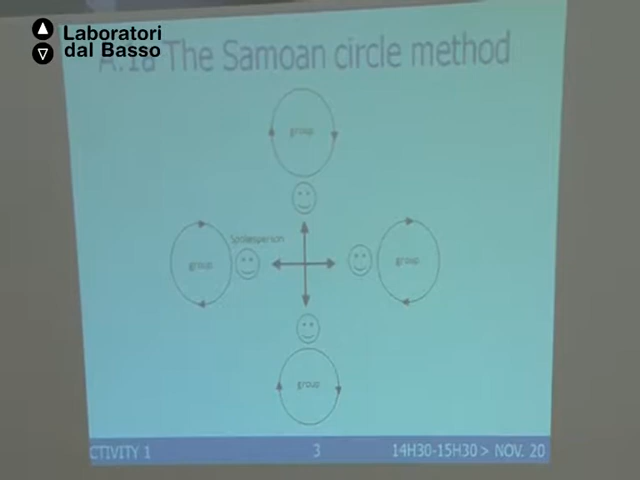 Laboratori
dal Basso
A.1a The Samoan circle method
group
Spokesperson
group
group
group
CTIVITY 1
3
14H30-15H30 > NOV. 20